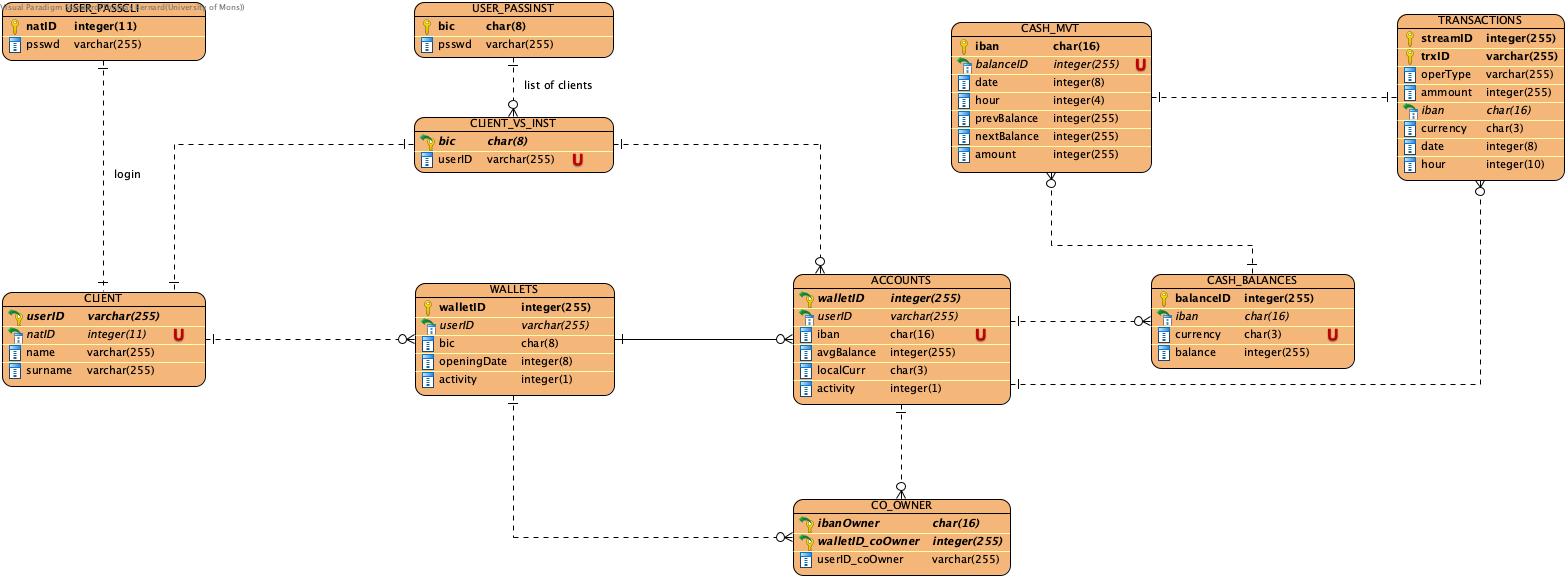 USER_PASSCLI
natID integer(11)
psswd varchar(255)
USER_PASSINST
bic char(8)
psswd varchar(255)
list of clients
CLIENT_VS_INST
bic char(8)
userID varchar(255) U
login
CASH_MVT
iban char(16)
balanceID integer(255) U
date integer(8)
hour integer(4)
prevBalance integer(255)
nextBalance integer(255)
amount integer(255)
TRANSACTIONS
streamID integer(255)
trxID varchar(255)
operType varchar(255)
ammount integer(255)
iban char(16)
currency char(3)
date integer(8)
hour integer(10)
CLIENT
userID varchar(255)
natID integer(11) U
name varchar(255)
surname varchar(255)
WALLETS
walletID integer(255)
userID varchar(255)
bic char(8)
openingDate integer(8)
activity integer(1)
ACCOUNTS
walletID integer(255)
userID varchar(255)
iban char(16) U
avgBalance integer(255)
localCurr char(3)
activity integer(1)
CASH_BALANCES
balanceID integer(255)
iban char(16)
currency char(3) U
balance integer(255)
CO_OWNER
ibanOwner char(16)
walletID_coOwner integer(255)
userID_coOwner varchar(255)